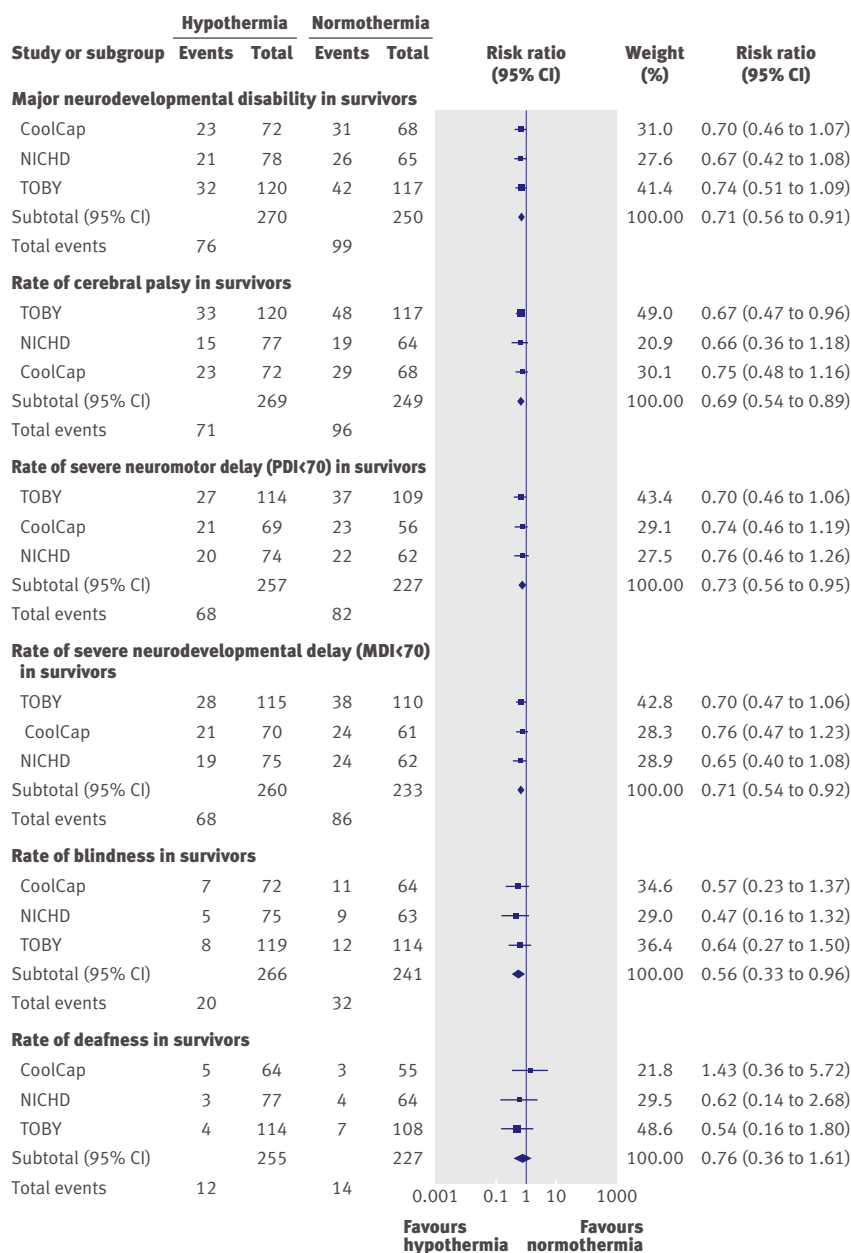 Hypothermia Normothermia
Study or subgroup Events Total Events Total Risk ratio (95% CI) Weight (%) Risk ratio (95% CI)
Major neurodevelopmental disability in survivors
CoolCap 23 72 31 68 31.0 0.70 (0.46 to 1.07)
NICHD 21 78 26 65 27.6 0.67 (0.42 to 1.08)
TOBY 32 120 42 117 41.4 0.74 (0.51 to 1.09)
Subtotal (95% CI) 270 250 100.00 0.71 (0.56 to 0.91)
Total events 76 99
Rate of cerebral palsy in survivors
TOBY 33 120 48 117 49.0 0.67 (0.47 to 0.96)
NICHD 15 77 19 64 20.9 0.66 (0.36 to 1.18)
CoolCap 23 72 29 68 30.1 0.75 (0.48 to 1.16)
Subtotal (95% CI) 269 249 100.00 0.69 (0.54 to 0.89)
Total events 71 96
Rate of severe neuromotor delay (PDI<70) in survivors
TOBY 27 114 37 109 43.4 0.70 (0.46 to 1.06)
CoolCap 21 69 23 56 29.1 0.74 (0.46 to 1.19)
NICHD 20 74 22 62 27.5 0.76 (0.46 to 1.26)
Subtotal (95% CI) 257 227 100.00 0.73 (0.56 to 0.95)
Total events 68 82
Rate of severe neurodevelopmental delay (MDI<70)
in survivors
TOBY 28 115 38 110 42.8 0.70 (0.47 to 1.06)
CoolCap 21 70 24 61 28.3 0.76 (0.47 to 1.23)
NICHD 19 75 24 62 28.9 0.65 (0.40 to 1.08)
Subtotal (95% CI) 260 233 100.00 0.71 (0.54 to 0.92)
Total events 68 86
Rate of blindness in survivors
CoolCap 7 72 11 64 34.6 0.57 (0.23 to 1.37)
NICHD 5 75 9 63 29.0 0.47 (0.16 to 1.32)
TOBY 8 119 12 114 36.4 0.64 (0.27 to 1.50)
Subtotal (95% CI) 266 241 100.00 0.56 (0.33 to 0.96)
Total events 20 32
Rate of deafness in survivors
CoolCap 5 64 3 55 21.8 1.43 (0.36 to 5.72)
NICHD 3 77 4 64 29.5 0.62 (0.14 to 2.68)
TOBY 4 114 7 108 48.6 0.54 (0.16 to 1.80)
Subtotal (95% CI) 255 227 100.00 0.76 (0.36 to 1.61)
Total events 12 14
0.001 0.1 1 10 1000
Favours hypothermia Favours normothermia